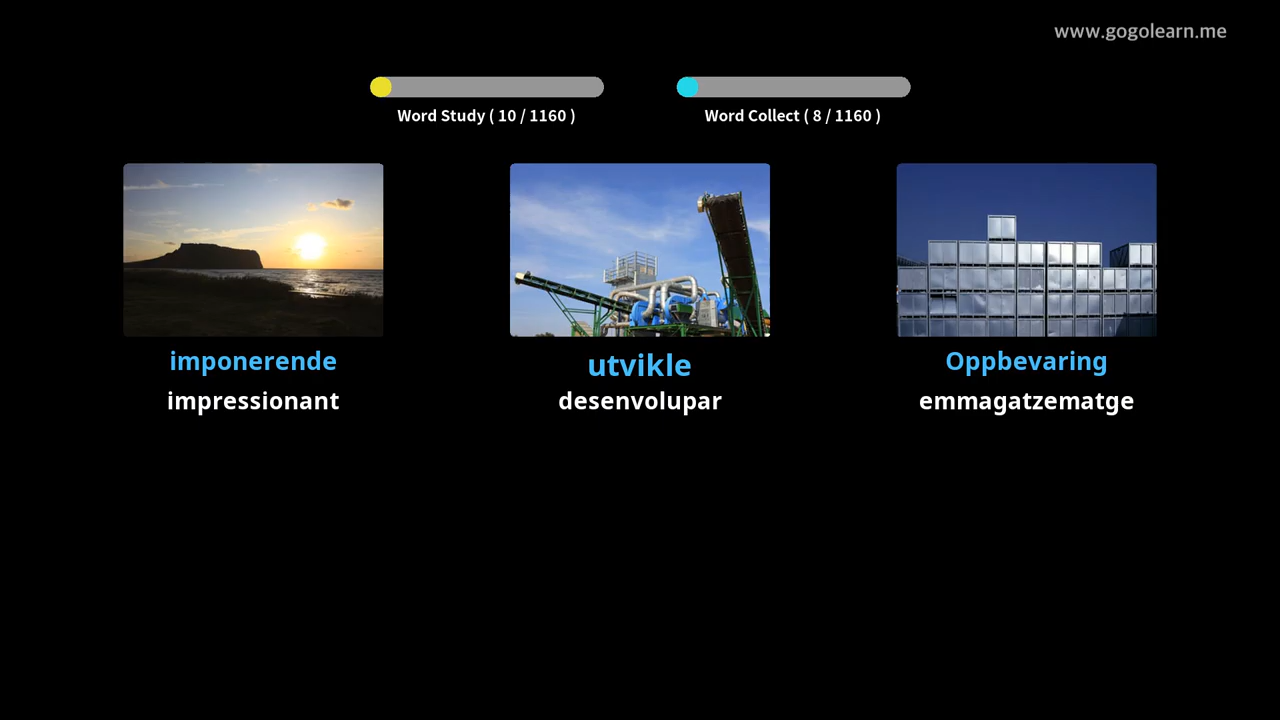 www.gogolearn.me
Word Study ( 10 / 1160 )
Word Collect ( 8 / 1160 )
imponerende
impressionant
utvikle
desenvolupar
Oppbevaring
emmagatzematge